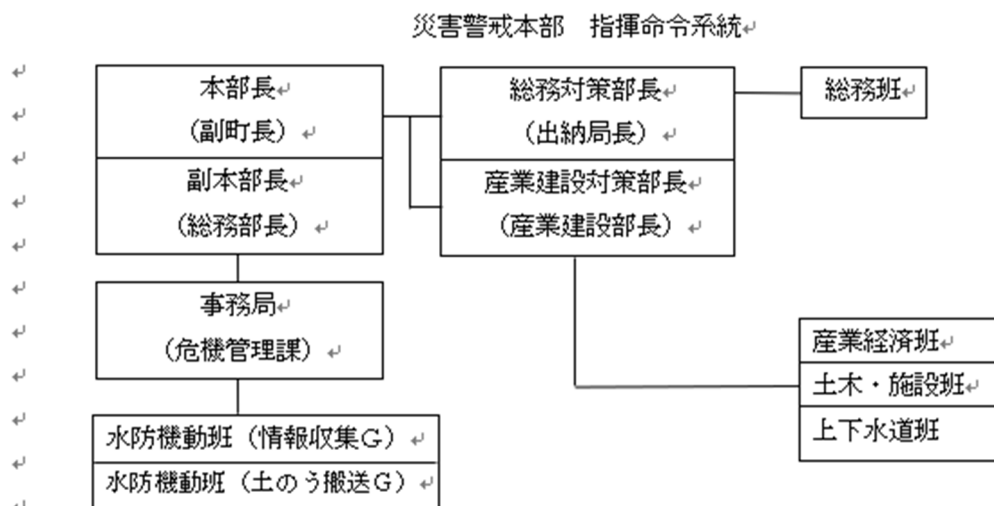 災害警戒本部　指揮命令系統
本部長
（副町長）
副本部長
（総務部長）
総務対策部長
（出納局長）
産業建設対策部長
（産業建設部長）
総務班
事務局
（危機管理課）
水防機動班（情報収集Ｇ）
水防機動班（土のう搬送Ｇ）
産業経済班
土木・施設班
上下水道班